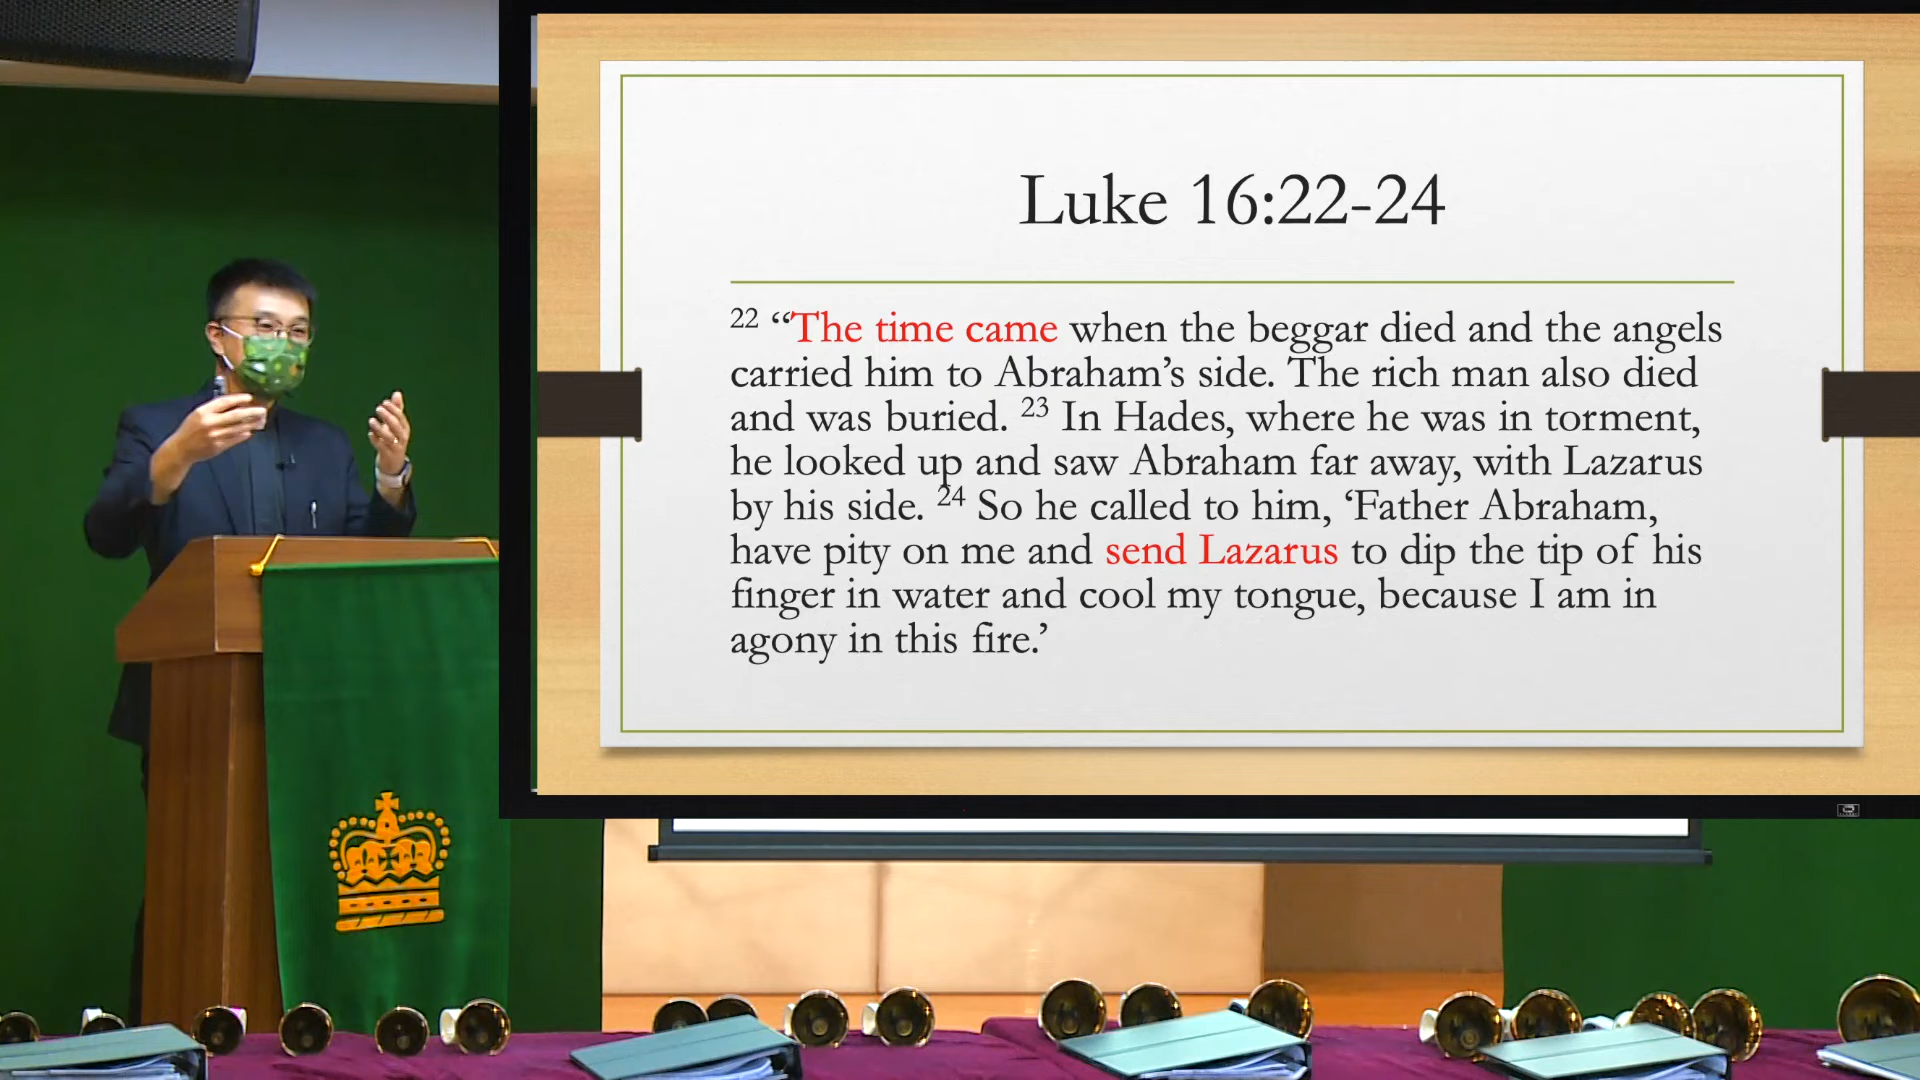 Luke 16:22-24
22 “The time came when the beggar died and the angels
carried him to Abraham’s side. The rich man also died
and was buried. 23 In Hades, where he was in torment,
he looked up and saw Abraham far away, with Lazarus
by his side. 24 So he called to him, ‘Father Abraham,
have pity on me and send Lazarus to dip the tip of his
finger in water and cool my tongue, because I am in
agony in this fire.’